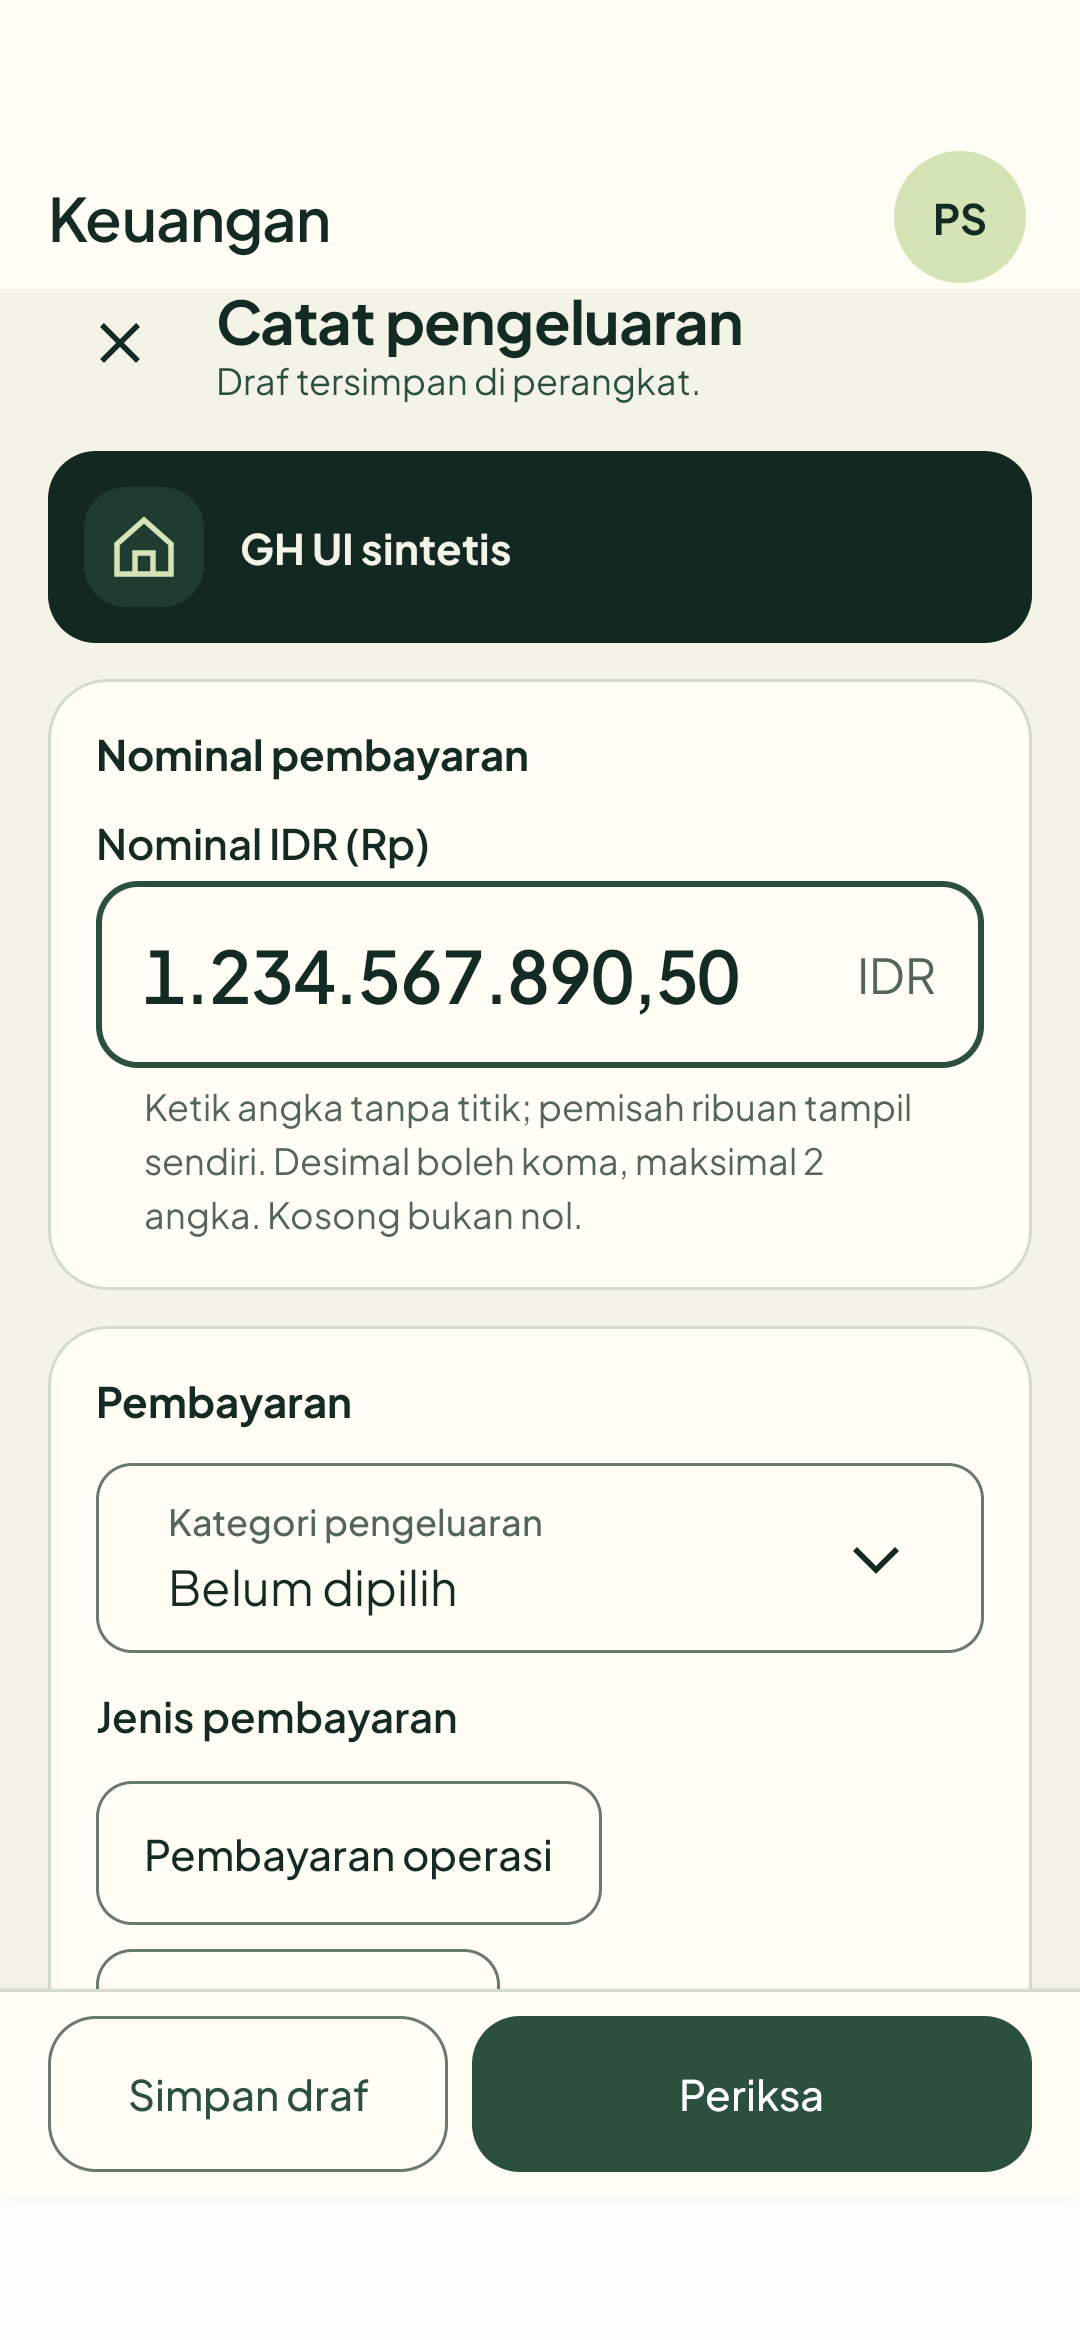 Keuangan
PS
Catat pengeluaran
Draf tersimpan di perangkat.
GH UI sintetis
Nominal pembayaran
Nominal IDR (Rp)
1.234.567.890,50 IDR
Ketik angka tanpa titik; pemisah ribuan tampil
sendiri. Desimal boleh koma, maksimal 2
angka. Kosong bukan nol.
Pembayaran
Kategori pengeluaran
Belum dipilih
Jenis pembayaran
Pembayaran operasi
Simpan draf
Periksa